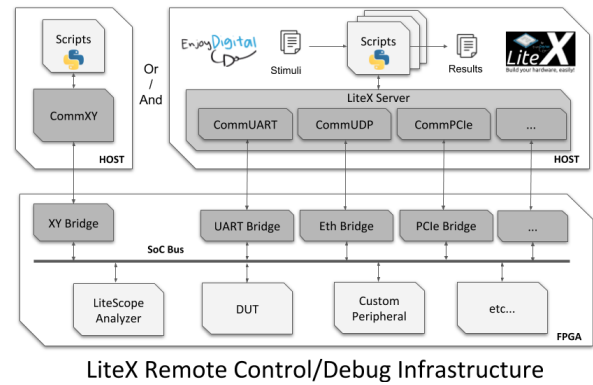 Scripts
CommXY
HOST
Or
/
And
EnjoyDigital
Stimuli
Scripts
Results
LiteX
Build your hardware, easily!
LiteX Server
CommUART
CommUDP
CommPCIe
...
HOST
XY Bridge
UART Bridge
Eth Bridge
PCIe Bridge
...
SoC Bus
LiteScope
Analyzer
DUT
Custom
Peripheral
etc...
FPGA
LiteX Remote Control/Debug Infrastructure